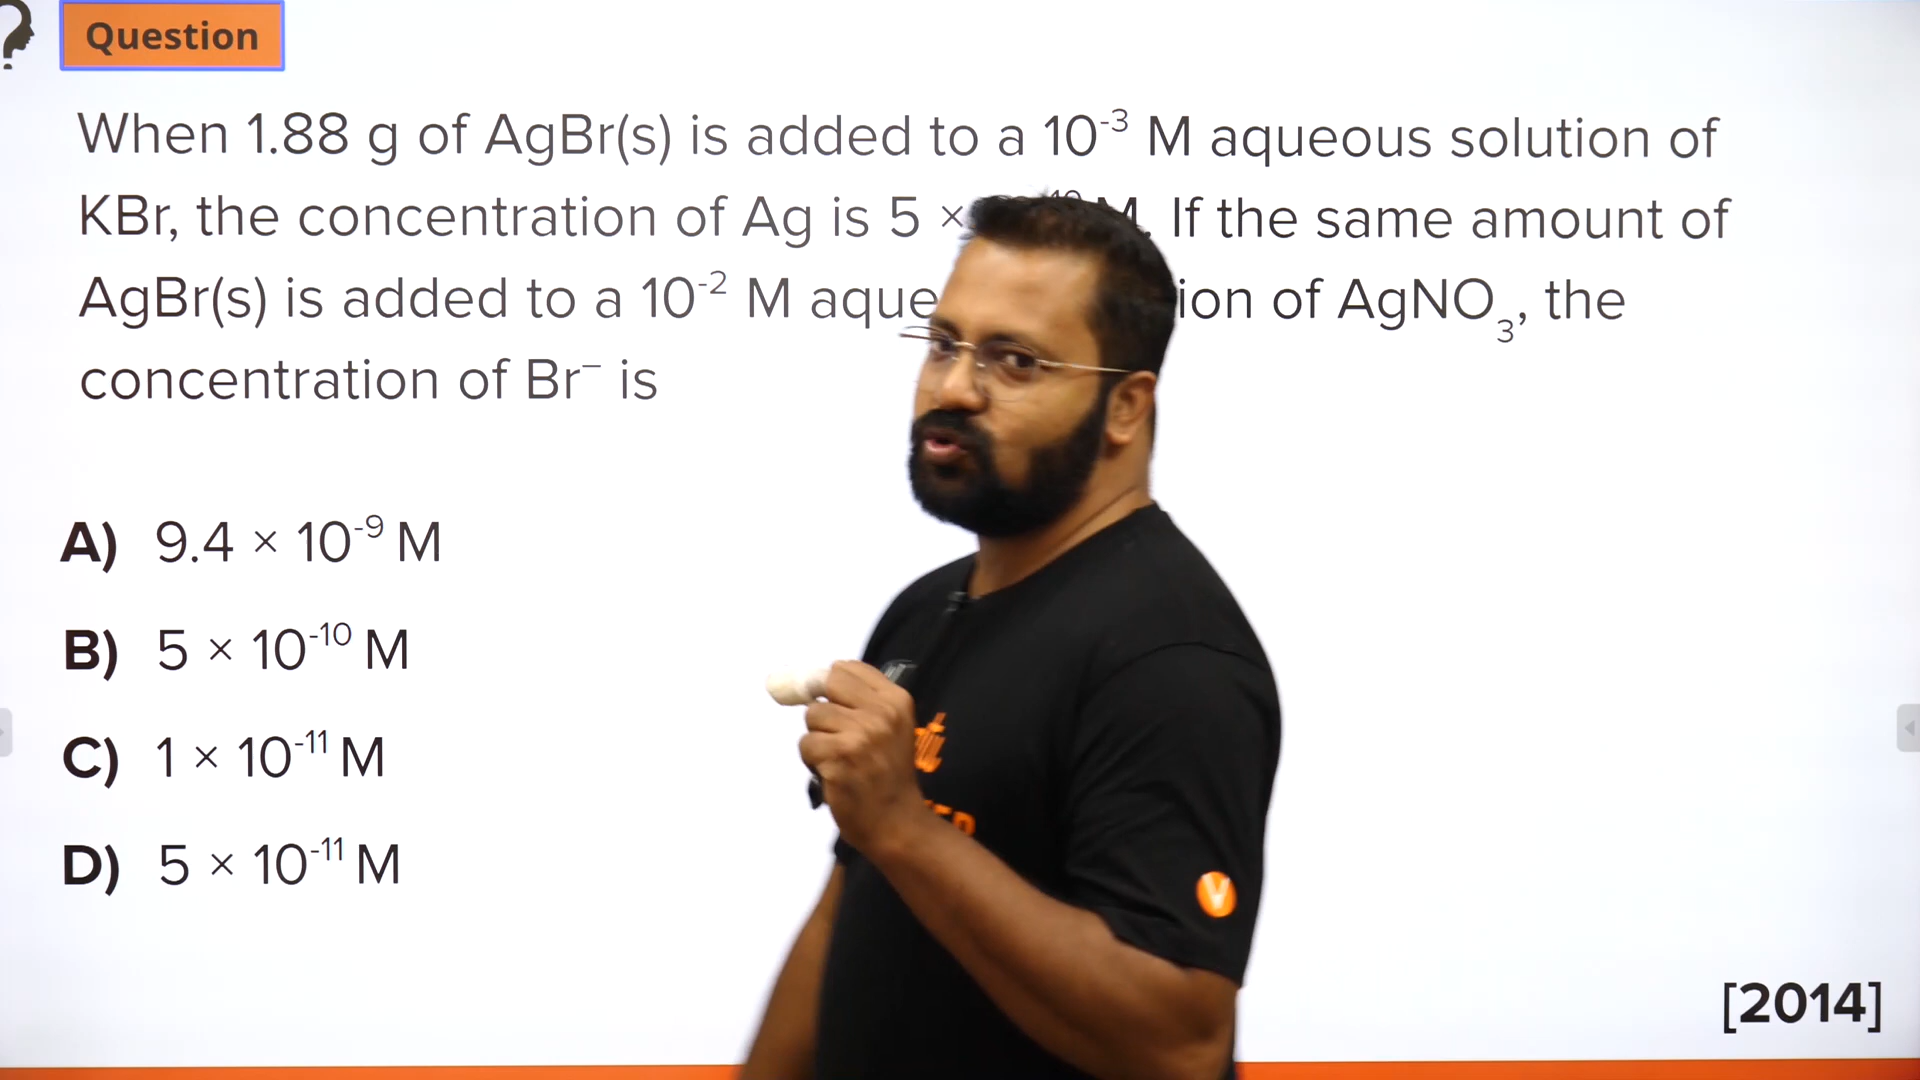 Question
When 1.88 g of AgBr(s) is added to a 10⁻³ M aqueous solution of
KBr, the concentration of Ag is 5 × M. If the same amount of
AgBr(s) is added to a 10⁻² M of AgNO₃, the
concentration of Br⁻ is
A) 9.4 × 10⁻⁹ M
B) 5 × 10⁻¹⁰ M
C) 1 × 10⁻¹¹ M
D) 5 × 10⁻¹¹ M
V
[2014]